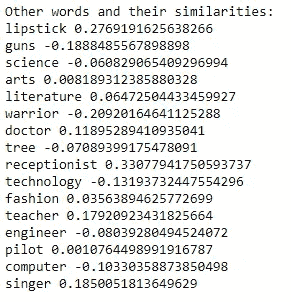 Other words and their similarities:
lipstick 0.2769191625638266
guns -0.1888485567898898
science -0.060829065409296994
arts 0.008189312385880328
literature 0.06472504433459927
warrior -0.20920164641125288
doctor 0.11895289410935041
tree -0.07089399175478091
receptionist 0.33077941750593737
technology -0.13193732447554296
fashion 0.03563894625772699
teacher 0.17920923431825664
engineer -0.08039280494524072
pilot 0.0010764498991916787
computer -0.10330358873850498
singer 0.1850051813649629